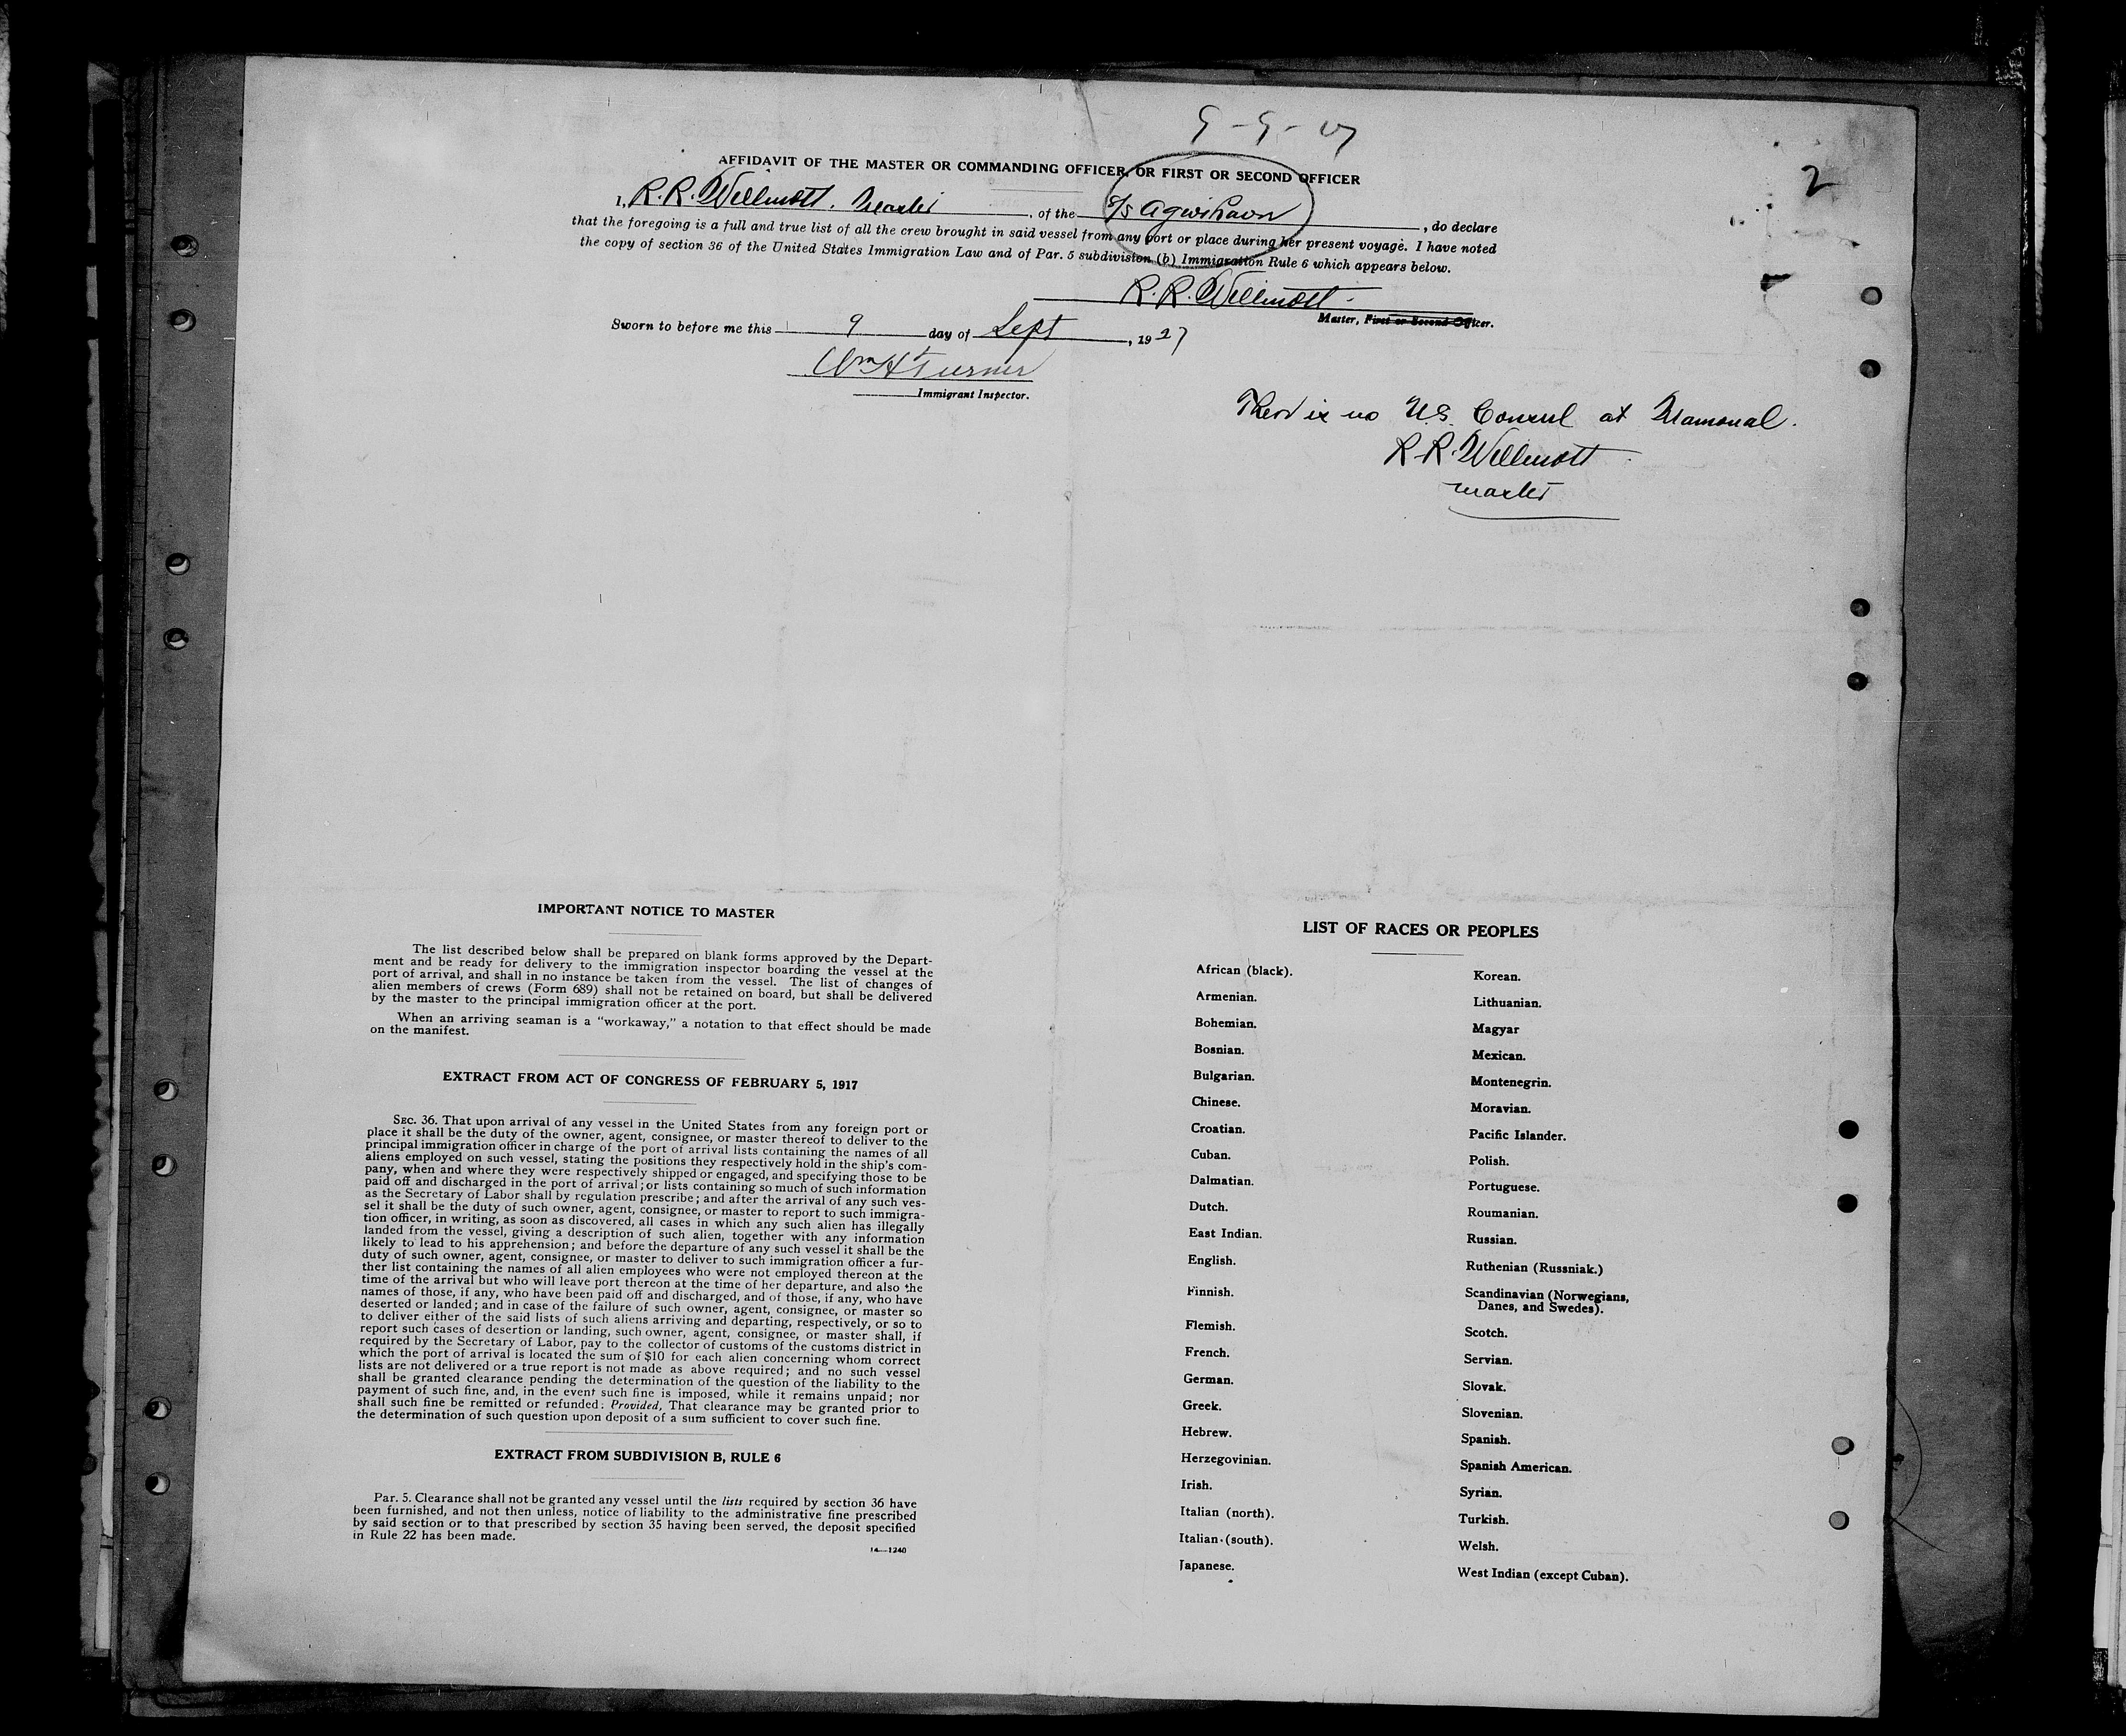 9-9-27
2
AFFIDAVIT OF THE MASTER OR COMMANDING OFFICER, OR FIRST OR SECOND OFFICER
I, R. R. Willmott. Master, of the S/S Agwihavn, do declare
that the foregoing is a full and true list of all the crew brought in said vessel from any port or place during her present voyage. I have noted
the copy of section 36 of the United States Immigration Law and of Par. 5 subdivision (b) Immigration Rule 6 which appears below.
R. R. Willmott.
Master, First or Second Officer.
Sworn to before me this 9 day of Sept, 1927
Wm H Turner
Immigrant Inspector.
There is no U.S. Consul at Mamonal.
R. R. Willmott
master
IMPORTANT NOTICE TO MASTER
The list described below shall be prepared on blank forms approved by the Depart-
ment and be ready for delivery to the immigration inspector boarding the vessel at the
port of arrival, and shall in no instance be taken from the vessel. The list of changes of
alien members of crews (Form 689) shall not be retained on board, but shall be delivered
by the master to the principal immigration officer at the port.
When an arriving seaman is a "workaway," a notation to that effect should be made
on the manifest.
EXTRACT FROM ACT OF CONGRESS OF FEBRUARY 5, 1917
SEC. 36. That upon arrival of any vessel in the United States from any foreign port or
place it shall be the duty of the owner, agent, consignee, or master thereof to deliver to the
principal immigration officer in charge of the port of arrival lists containing the names of all
aliens employed on such vessel, stating the positions they respectively hold in the ship's com-
pany, when and where they were respectively shipped or engaged, and specifying those to be
paid off and discharged in the port of arrival; or lists containing so much of such information
as the Secretary of Labor shall by regulation prescribe; and after the arrival of any such ves-
sel it shall be the duty of such owner, agent, consignee, or master to report to such immigra-
tion officer, in writing, as soon as discovered, all cases in which any such alien has illegally
landed from the vessel, giving a description of such alien, together with any information
likely to lead to his apprehension; and before the departure of any such vessel it shall be the
duty of such owner, agent, consignee, or master to deliver to such immigration officer a fur-
ther list containing the names of all alien employees who were not employed thereon at the
time of the arrival but who will leave port thereon at the time of her departure, and also the
names of those, if any, who have been paid off and discharged, and of those, if any, who have
deserted or landed; and in case of the failure of such owner, agent, consignee, or master so
to deliver either of the said lists of such aliens arriving and departing, respectively, or so to
report such cases of desertion or landing, such owner, agent, consignee, or master shall, if
required by the Secretary of Labor, pay to the collector of customs of the customs district in
which the port of arrival is located the sum of $10 for each alien concerning whom correct
lists are not delivered or a true report is not made as above required; and no such vessel
shall be granted clearance pending the determination of the question of the liability to the
payment of such fine, and, in the event such fine is imposed, while it remains unpaid; nor
shall such fine be remitted or refunded: Provided, That clearance may be granted prior to
the determination of such question upon deposit of a sum sufficient to cover such fine.
EXTRACT FROM SUBDIVISION B, RULE 6
Par. 5. Clearance shall not be granted any vessel until the lists required by section 36 have
been furnished, and not then unless, notice of liability to the administrative fine prescribed
by said section or to that prescribed by section 35 having been served, the deposit specified
in Rule 22 has been made.
14—1240
LIST OF RACES OR PEOPLES
African (black).
Armenian.
Bohemian.
Bosnian.
Bulgarian.
Chinese.
Croatian.
Cuban.
Dalmatian.
Dutch.
East Indian.
English.
Finnish.
Flemish.
French.
German.
Greek.
Hebrew.
Herzegovinian.
Irish.
Italian (north).
Italian (south).
Japanese.
Korean.
Lithuanian.
Magyar
Mexican.
Montenegrin.
Moravian.
Pacific Islander.
Polish.
Portuguese.
Roumanian.
Russian.
Ruthenian (Russniak.)
Scandinavian (Norwegians,
Danes, and Swedes).
Scotch.
Servian.
Slovak.
Slovenian.
Spanish.
Spanish American.
Syrian.
Turkish.
Welsh.
West Indian (except Cuban).